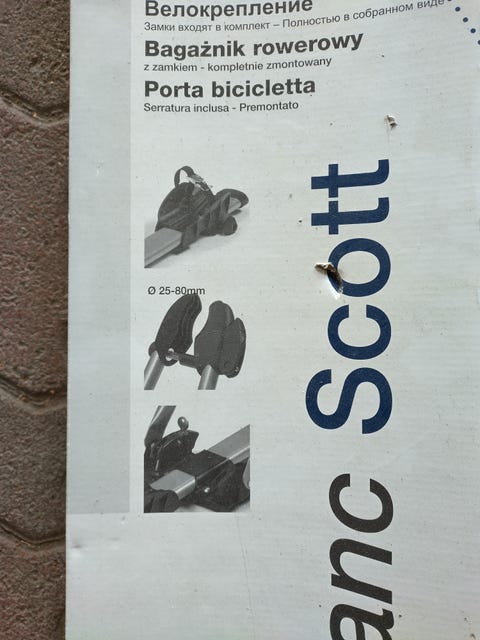 Велокрепление
Замки входят в комплект – Полностью в собранном виде
Bagażnik rowerowy
z zamkiem - kompletnie zmontowany
Porta bicicletta
Serratura inclusa - Premontato
Ø 25-80mm
anc Scott